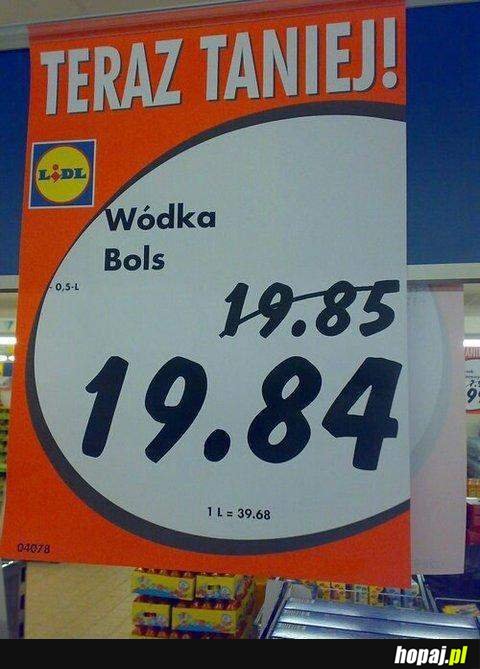 TERAZ TANIEJ!
LIDL
Wódka
Bols
0,5-L
19.85
19.84
1 L = 39.68
04078
hopaj.pl